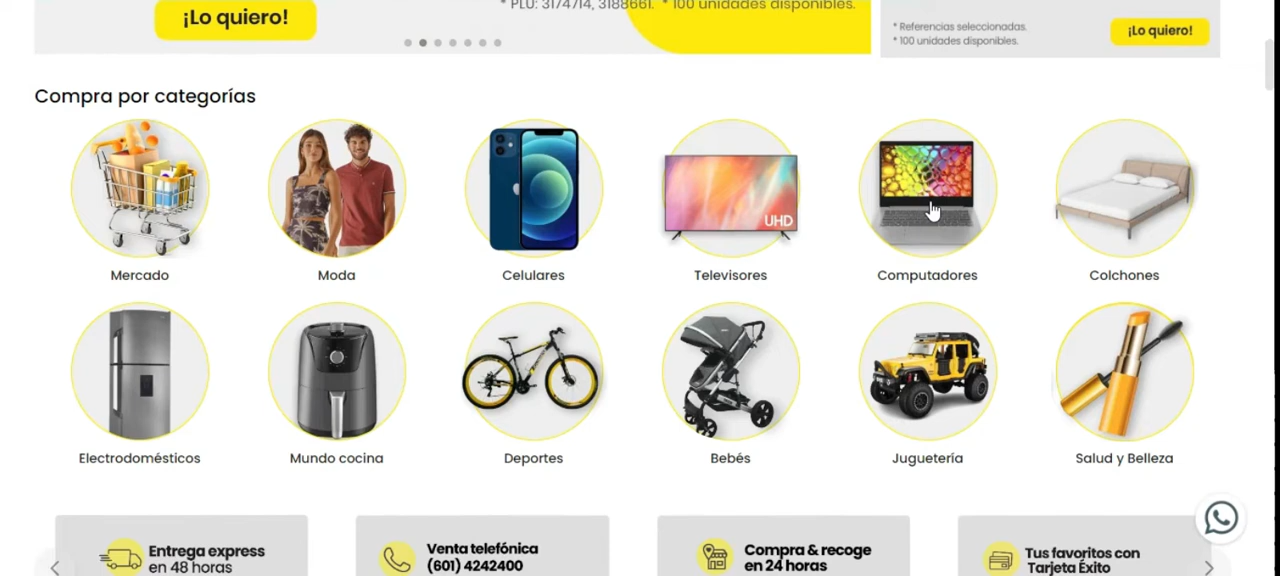 ¡Lo quiero!
* PLU: 3174714, 3188661. * 100 unidades disponibles.
* Referencias seleccionadas.
* 100 unidades disponibles.
¡Lo quiero!
Compra por categorías
Mercado
Moda
Celulares
UHD
Televisores
Computadores
Colchones
Electrodomésticos
Mundo cocina
Deportes
Bebés
Juguetería
Salud y Belleza
Entrega express
en 48 horas
Venta telefónica
(601) 4242400
Compra & recoge
en 24 horas
Tus favoritos con
Tarjeta Éxito